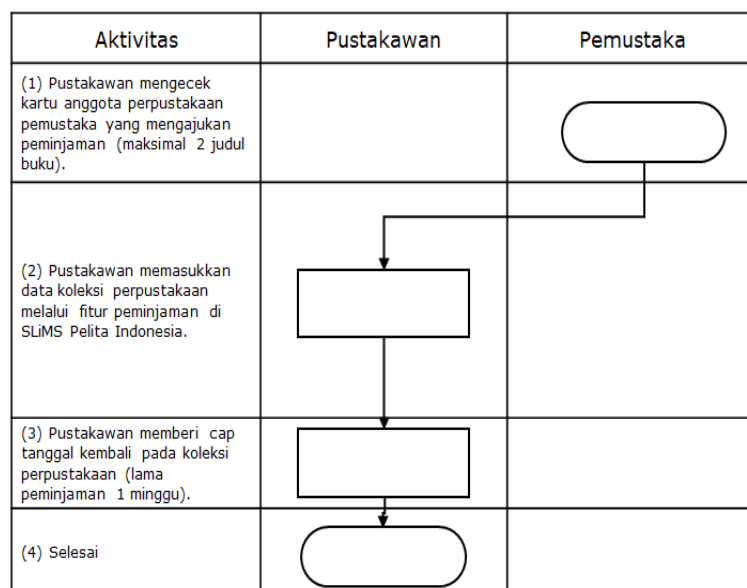 Aktivitas
Pustakawan
Pemustaka
(1) Pustakawan mengecek
kartu anggota perpustakaan
pemustaka yang mengajukan
peminjaman (maksimal 2 judul
buku).
(2) Pustakawan memasukkan
data koleksi perpustakaan
melalui fitur peminjaman di
SLiMS Pelita Indonesia.
(3) Pustakawan memberi cap
tanggal kembali pada koleksi
perpustakaan (lama
peminjaman 1 minggu).
(4) Selesai